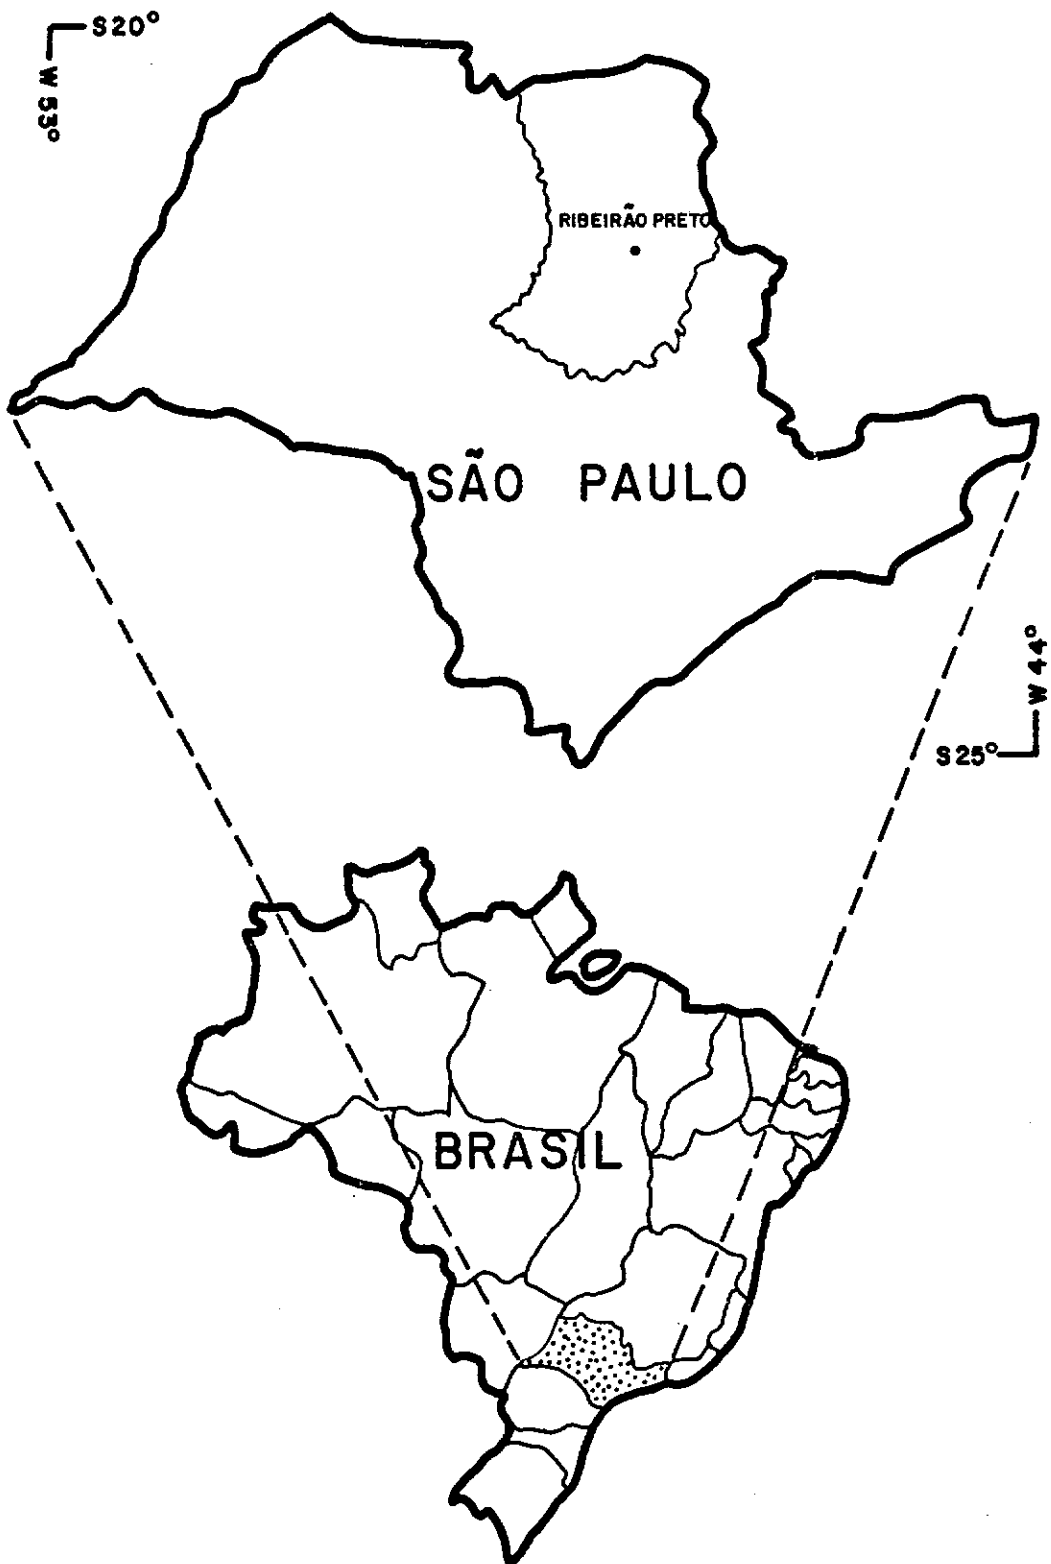 S20°
W 53°
RIBEIRÃO PRETO
SÃO PAULO
W 44°
S25°
BRASIL